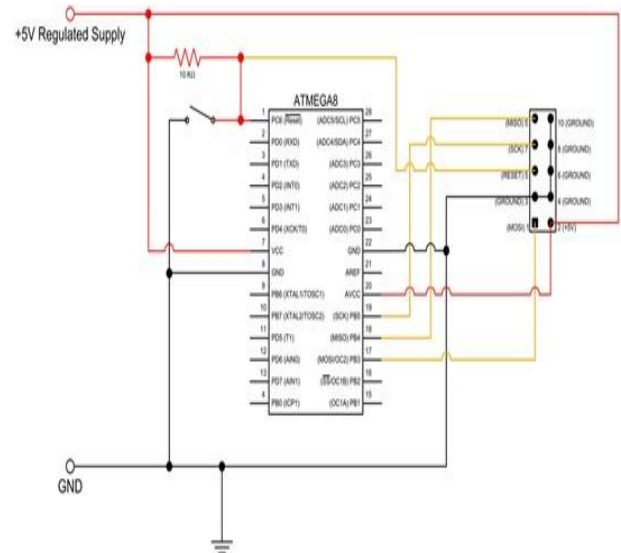 +5V Regulated Supply
10 KΩ
ATMEGA8
1 PC6 (Reset) (ADC5/SCL) PC5 28
2 PD0 (RXD) (ADC4/SDA) PC4 27
3 PD1 (TXD) (ADC3) PC3 26
4 PD2 (INT0) (ADC2) PC2 25
5 PD3 (INT1) (ADC1) PC1 24
6 PD4 (XCK/T0) (ADC0) PC0 23
7 VCC GND 22
8 GND AREF 21
9 PB6 (XTAL1/TOSC1) AVCC 20
10 PB7 (XTAL2/TOSC2) (SCK) PB5 19
11 PD5 (T1) (MISO) PB4 18
12 PD6 (AIN0) (MOSI/OC2) PB3 17
13 PD7 (AIN1) (SS/OC1B) PB2 16
4 PB0 (ICP1) (OC1A) PB1 15
(MISO) 10 (GROUND)
(SCK) 7 8 (GROUND)
(RESET) 5 6 (GROUND)
(GROUND) 3 4 (GROUND)
(MOSI) 1 2 (+5V)
GND